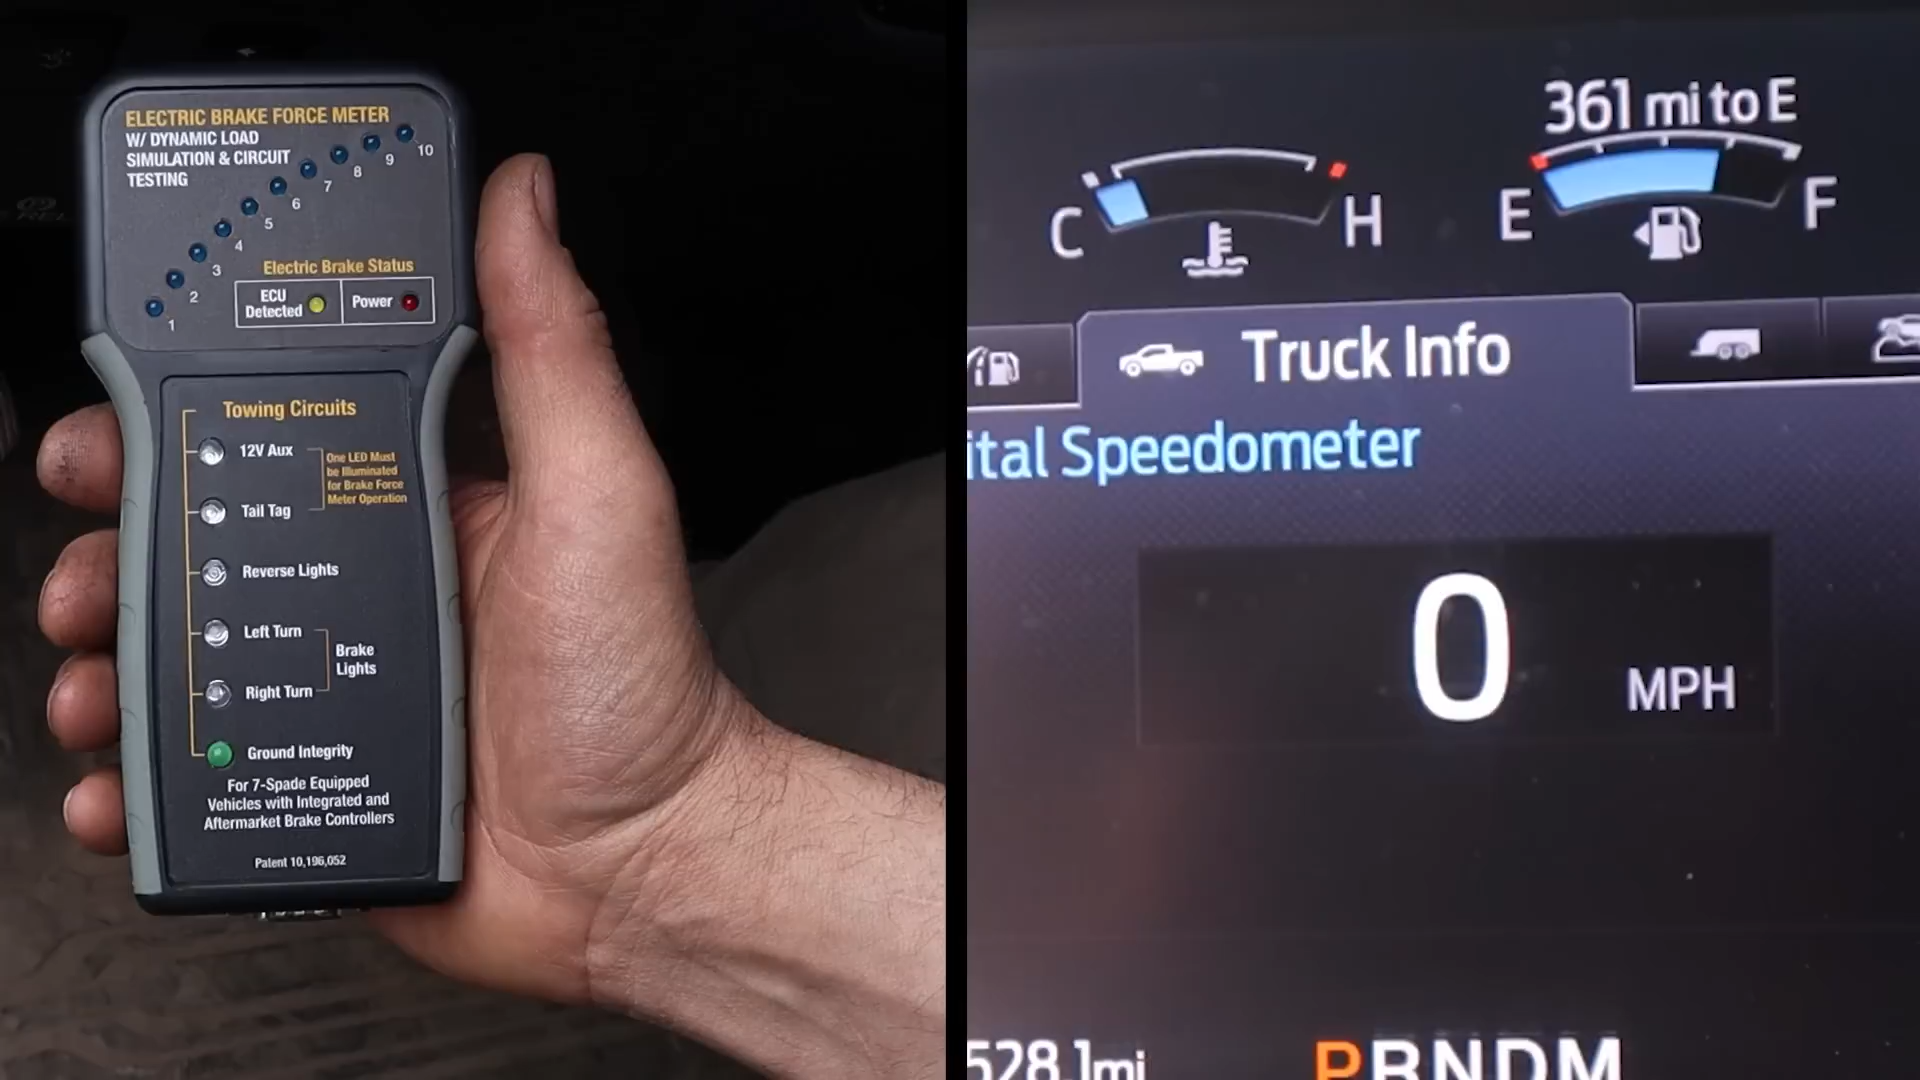 ELECTRIC BRAKE FORCE METER
W/ DYNAMIC LOAD
SIMULATION & CIRCUIT
TESTING
10
9
8
7
6
5
4
3
2
1
Electric Brake Status
ECU
Detected
Power
Towing Circuits
12V Aux
One LED Must
be Illuminated
for Brake Force
Meter Operation
Tail Tag
Reverse Lights
Left Turn
Brake
Lights
Right Turn
Ground Integrity
For 7-Spade Equipped
Vehicles with Integrated and
Aftermarket Brake Controllers
Patent 10,196,052
361 mi to E
C H
E F
Truck Info
ital Speedometer
0 MPH
528.1mi
PRNDM